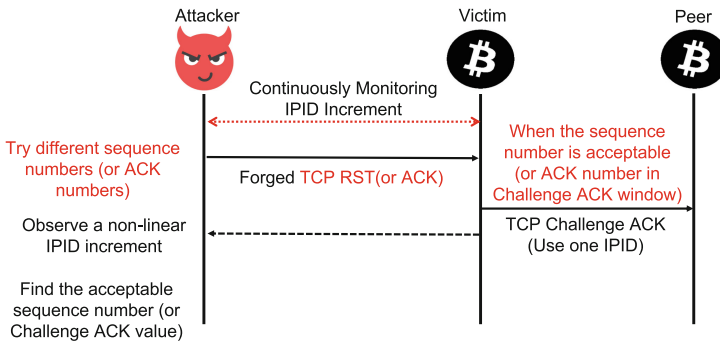 Attacker
Victim
Peer
Continuously Monitoring
IPID Increment
Try different sequence
numbers (or ACK
numbers)
Forged TCP RST(or ACK)
When the sequence
number is acceptable
(or ACK number in
Challenge ACK window)
Observe a non-linear
IPID increment
TCP Challenge ACK
(Use one IPID)
Find the acceptable
sequence number (or
Challenge ACK value)